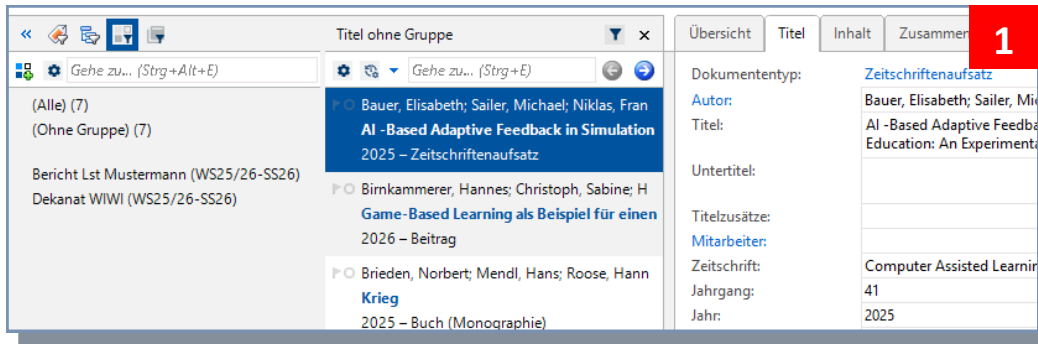 Titel ohne Gruppe
Übersicht Titel Inhalt
1
Gehe zu... (Strg+Alt+E)
Gehe zu... (Strg+E)
(Alle) (7)
(Ohne Gruppe) (7)
Bericht Lst Mustermann (WS25/26-SS26)
Dekanat WIWI (WS25/26-SS26)
Bauer, Elisabeth; Sailer, Michael; Niklas, Fran
AI -Based Adaptive Feedback in Simulation
2025 – Zeitschriftenaufsatz
Birnkammerer, Hannes; Christoph, Sabine; H
Game-Based Learning als Beispiel für einen
2026 – Beitrag
Brieden, Norbert; Mendl, Hans; Roose, Hann
Krieg
2025 – Buch (Monographie)
Dokumententyp: Zeitschriftenaufsatz
Autor: Bauer, Elisabeth; Sailer, Mi
Titel: AI -Based Adaptive Feedba
Education: An Experimenta
Untertitel:
Titelzusätze:
Mitarbeiter:
Zeitschrift: Computer Assisted Learnin
Jahrgang: 41
Jahr: 2025